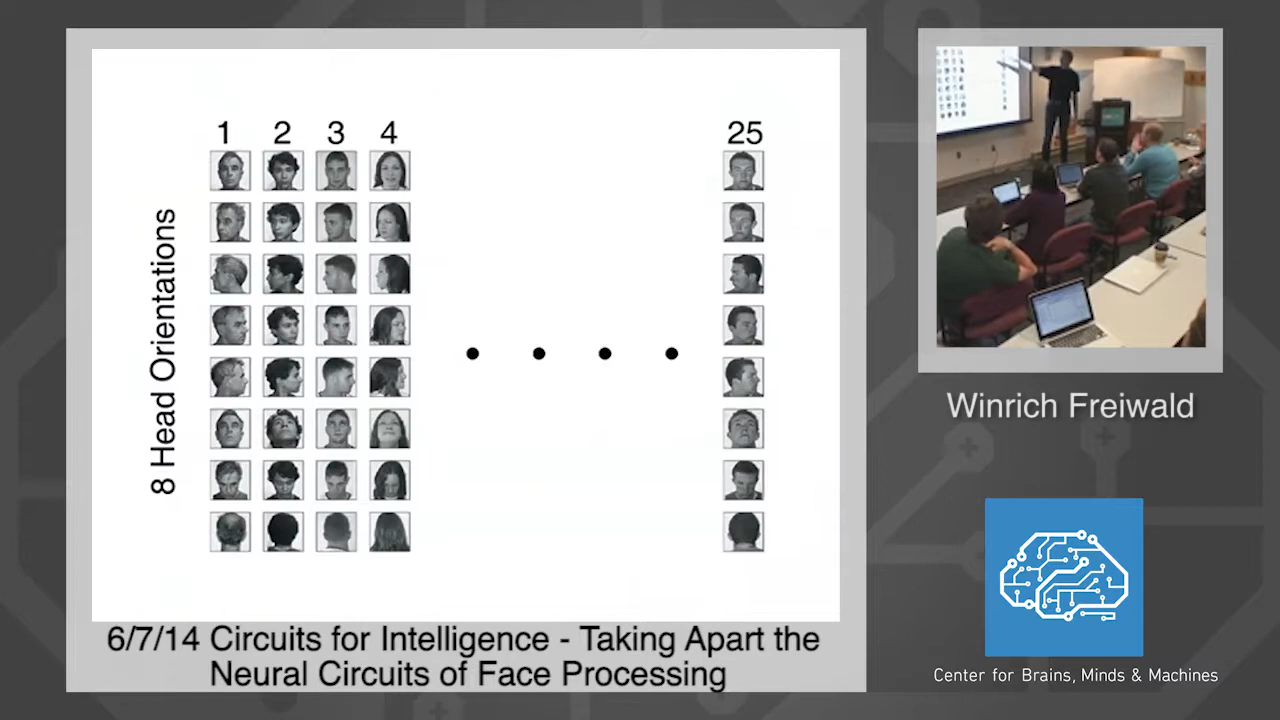 1 2 3 4 25
8 Head Orientations
6/7/14 Circuits for Intelligence - Taking Apart the
Neural Circuits of Face Processing
Winrich Freiwald
Center for Brains, Minds & Machines